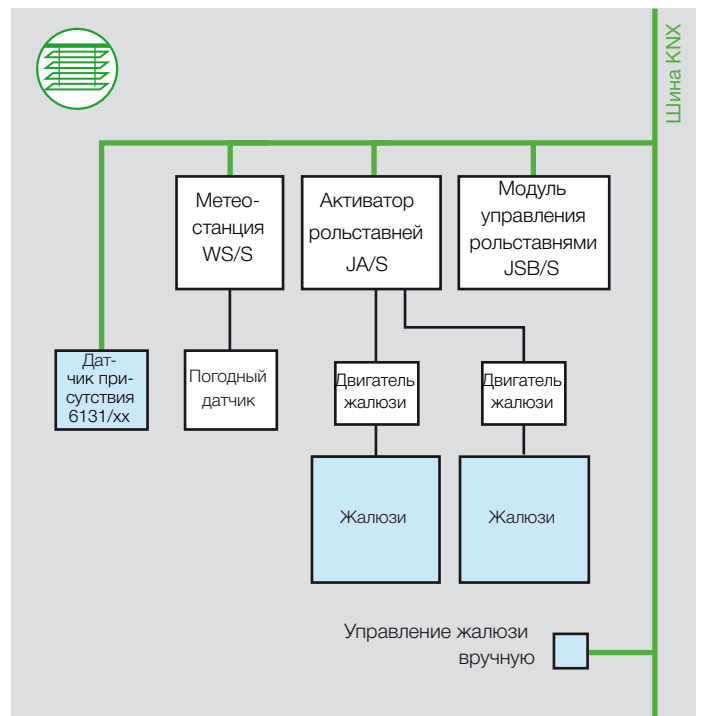 Шина KNX
Метео-
станция
WS/S
Активатор
рольставней
JA/S
Модуль
управления
рольставнями
JSB/S
Дат-
чик при-
сутствия
6131/xx
Погодный
датчик
Двигатель
жалюзи
Двигатель
жалюзи
Жалюзи
Жалюзи
Управление жалюзи
вручную